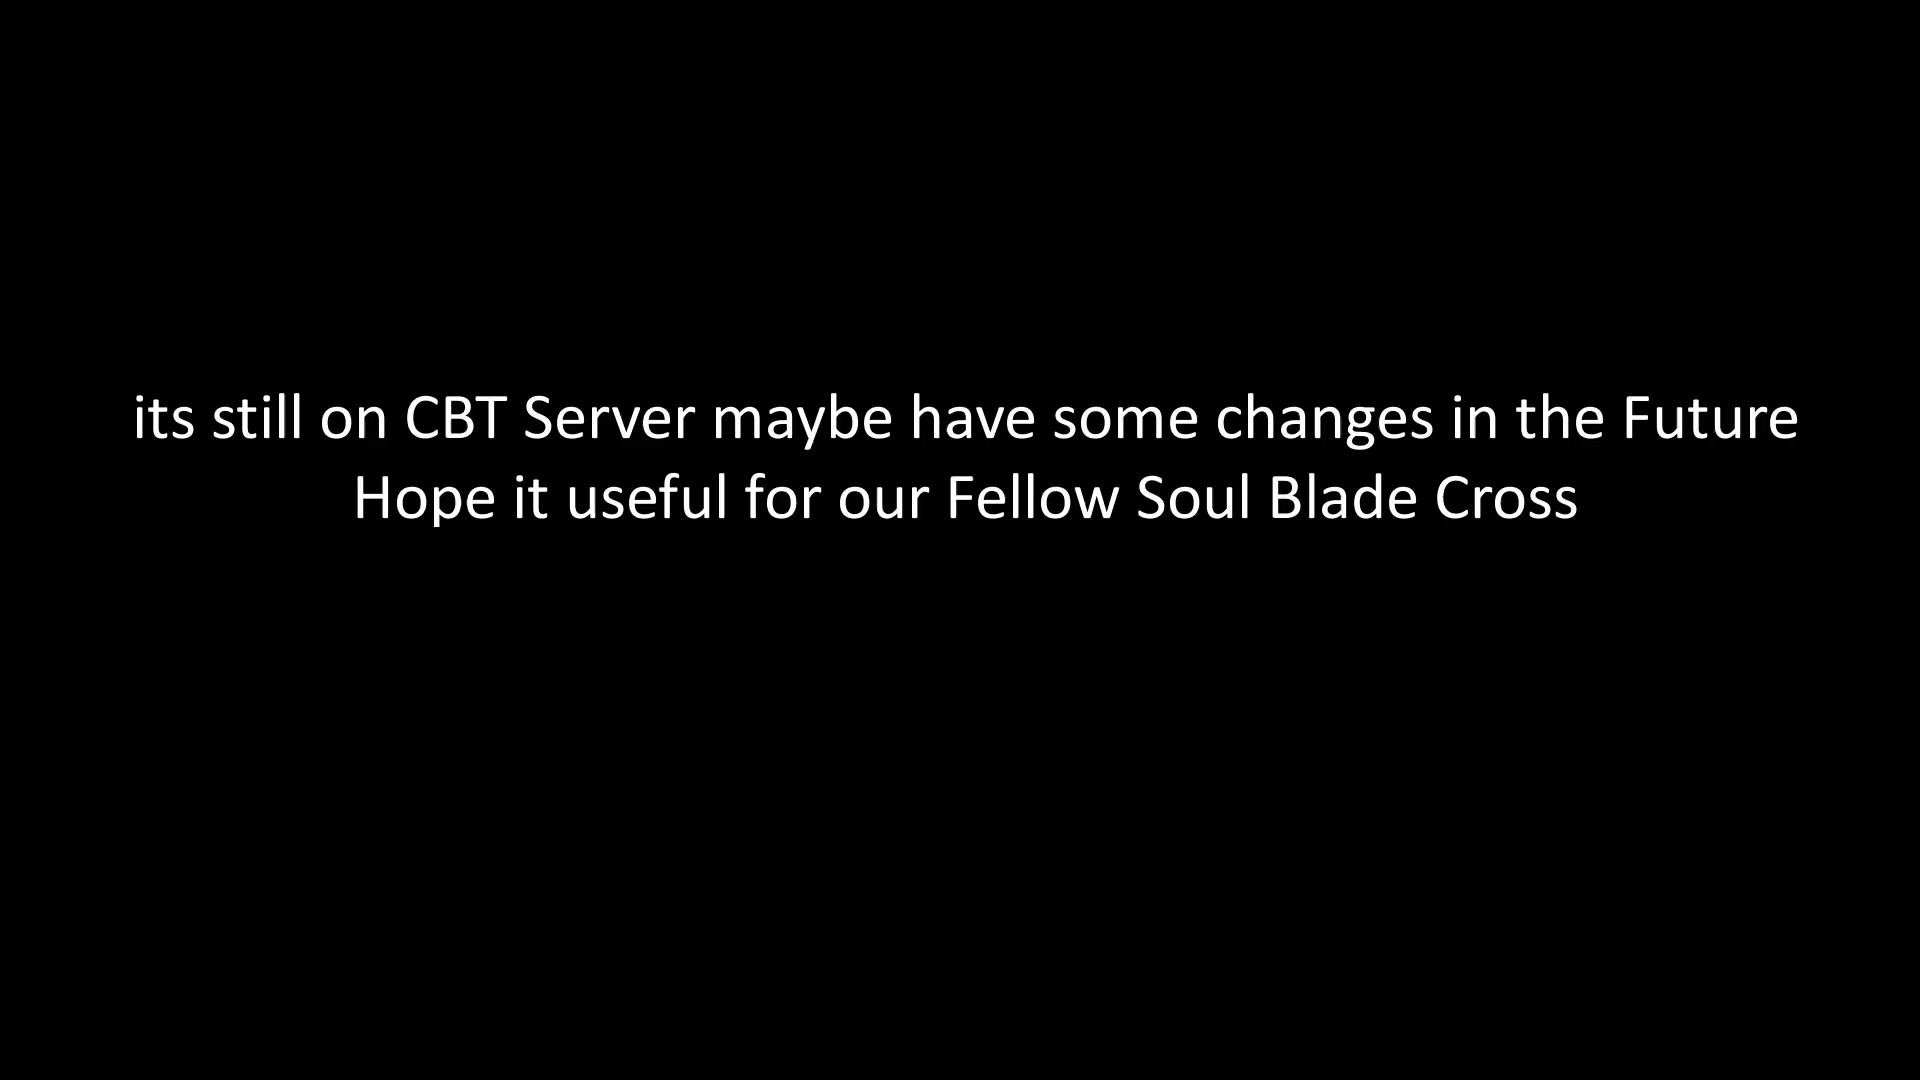 its still on CBT Server maybe have some changes in the Future
Hope it useful for our Fellow Soul Blade Cross